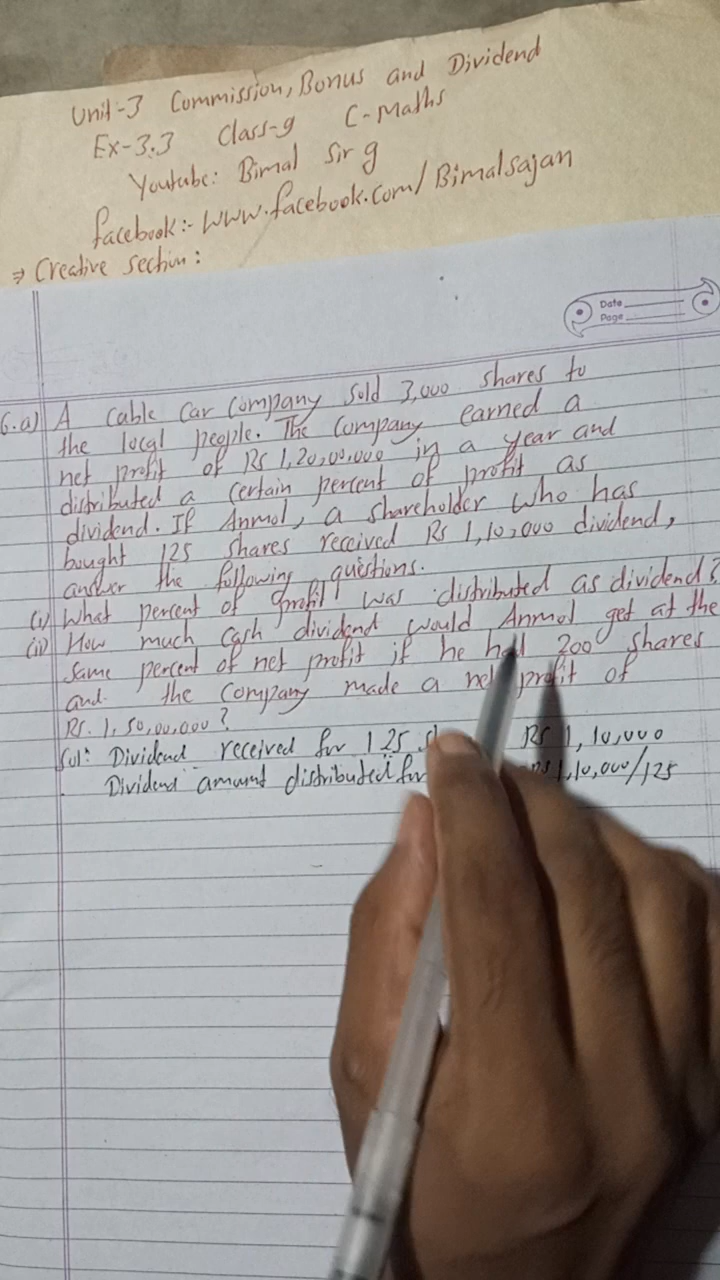 Unit-3 Commission, Bonus and Dividend
Ex-3.3 Class-9 C-Maths
Youtube: Bimal Sir g
facebook:- www.facebook.com/Bimalsajan
⇒ Creative section:
Date
Page
6.a) A cable car company sold 3,000 shares to
the local people. The company earned a
net profit of Rs 1,20,00,000 in a year and
distributed a certain percent of profit as
dividend. If Anmol, a shareholder who has
bought 125 shares received Rs 1,10,000 dividend,
answer the following questions.
(i) What percent of profit was distributed as dividend?
(ii) How much cash dividend would Anmol get at the
same percent of net profit if he had 200 shares
and the company made a net profit of
Rs. 1,50,00,000?
Sol: Dividend received for 125 Rs 1,10,000
Dividend amount distributed for Rs 1,10,000/125